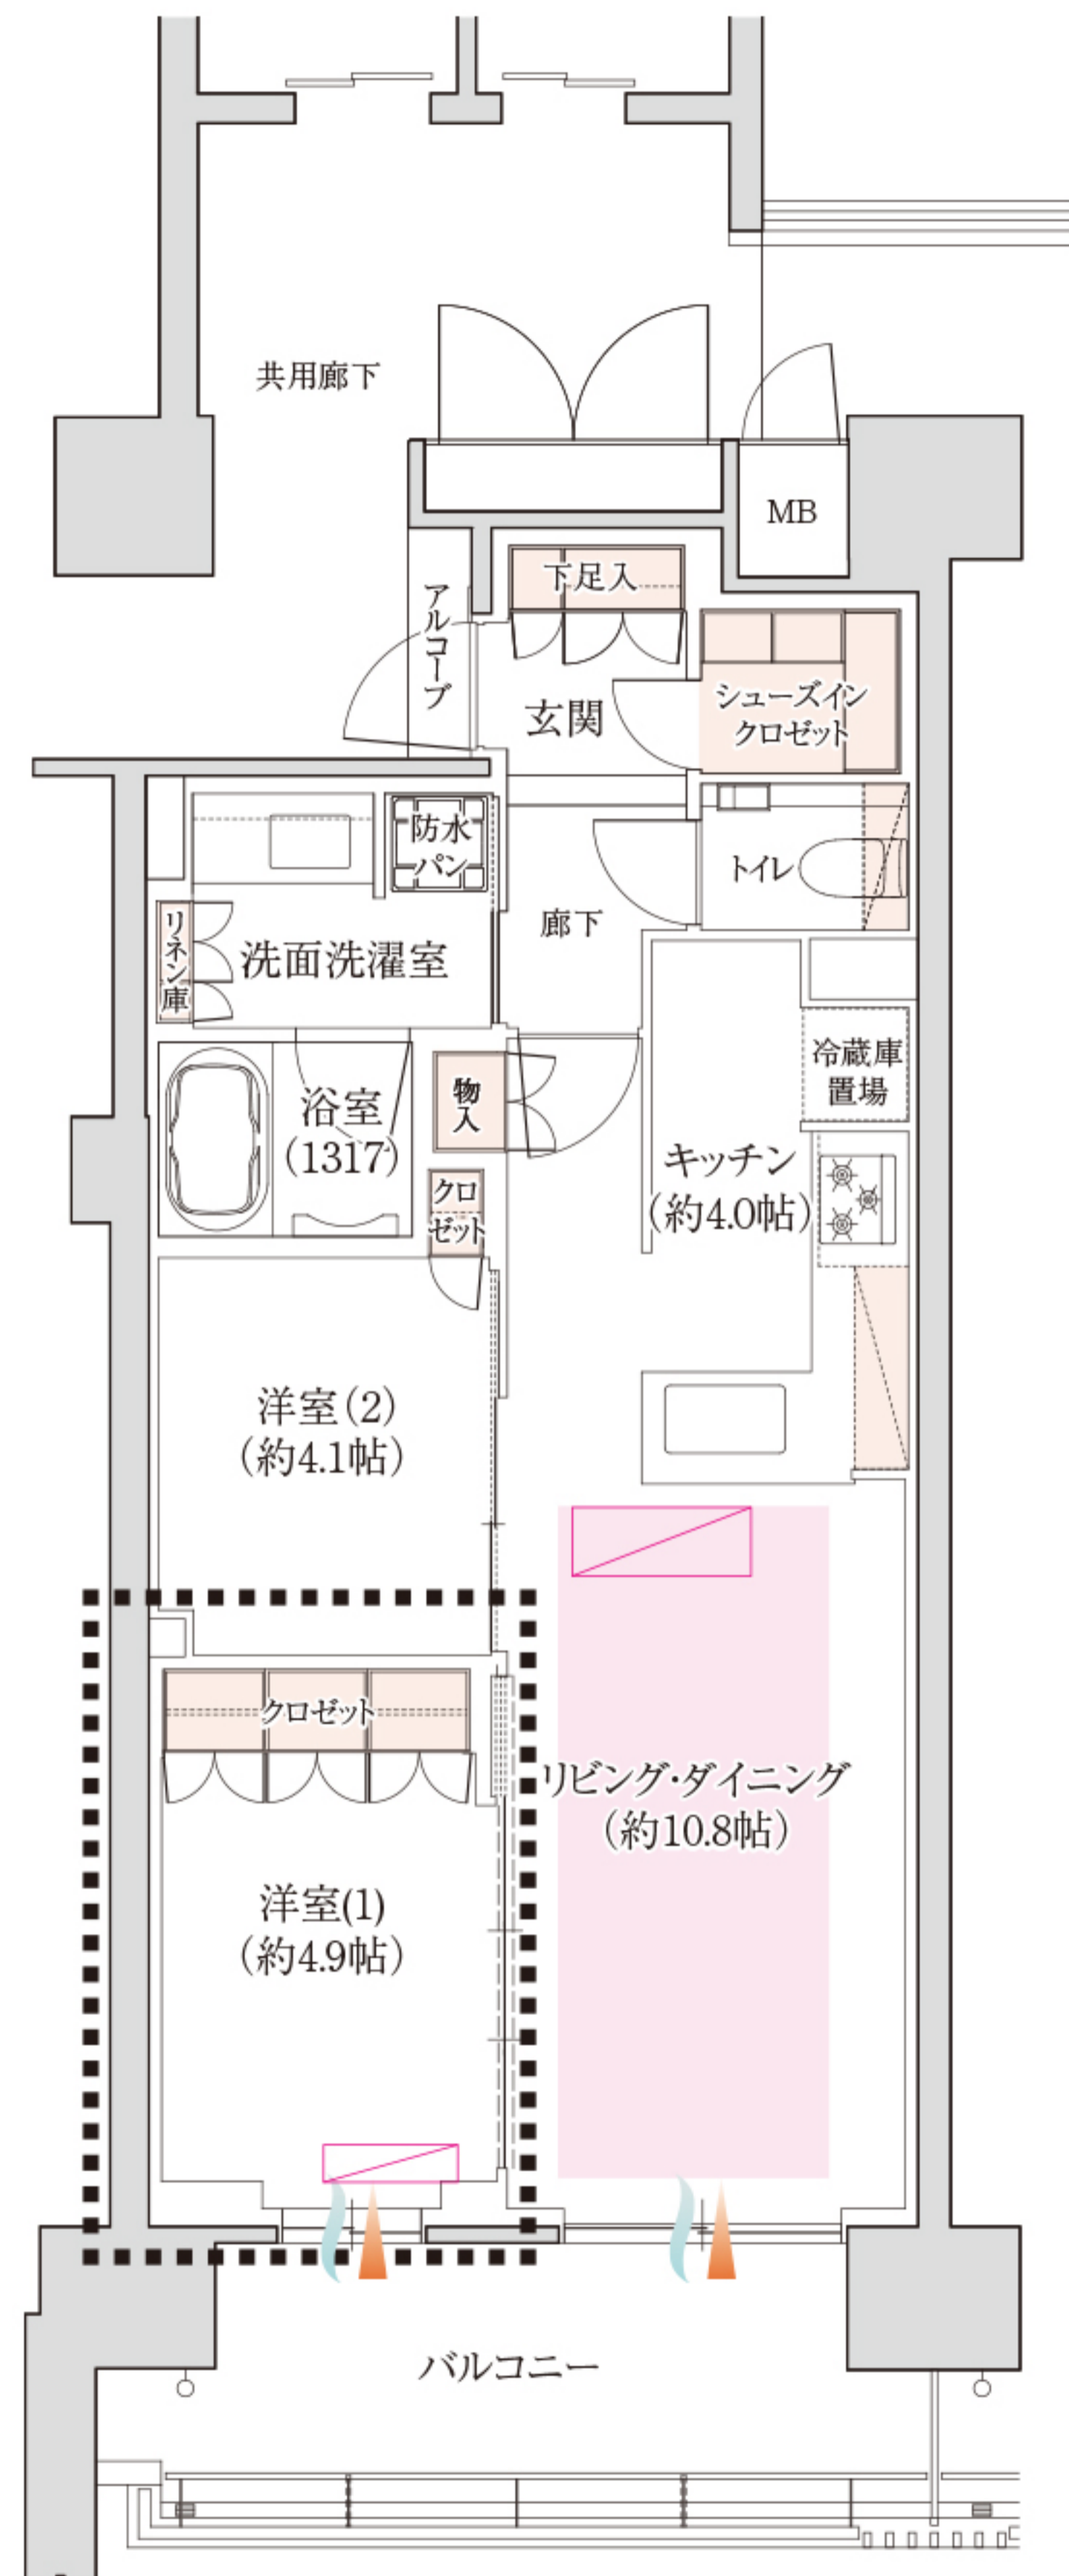 共用廊下
MB
下足入
アルコーブ
玄関
シューズイン
クロゼット
防水
パン
トイレ
廊下
リネン庫
洗面洗濯室
冷蔵庫
置場
浴室
(1317)
物入
キッチン
(約4.0帖)
クロ
ゼット
洋室(2)
(約4.1帖)
クロゼット
リビング・ダイニング
(約10.8帖)
洋室(1)
(約4.9帖)
バルコニー